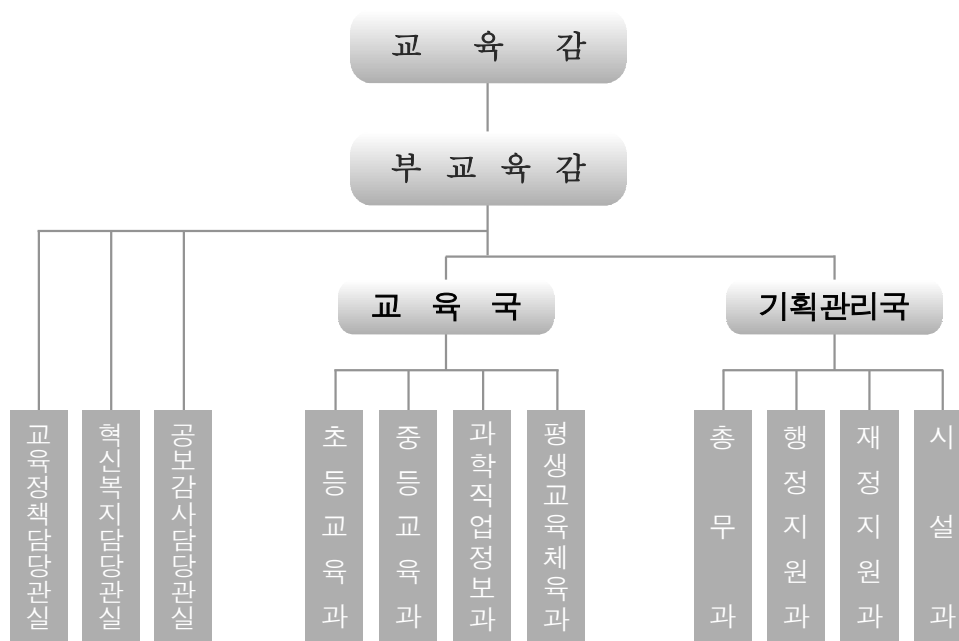 교 육 감
부 교 육 감
교 육 국
기획관리국
교육정책담당관실
혁신복지담당관실
공보감사담당관실
초등교육과
중등교육과
과학직업정보과
평생교육체육과
총무과
행정지원과
재정지원과
시설과